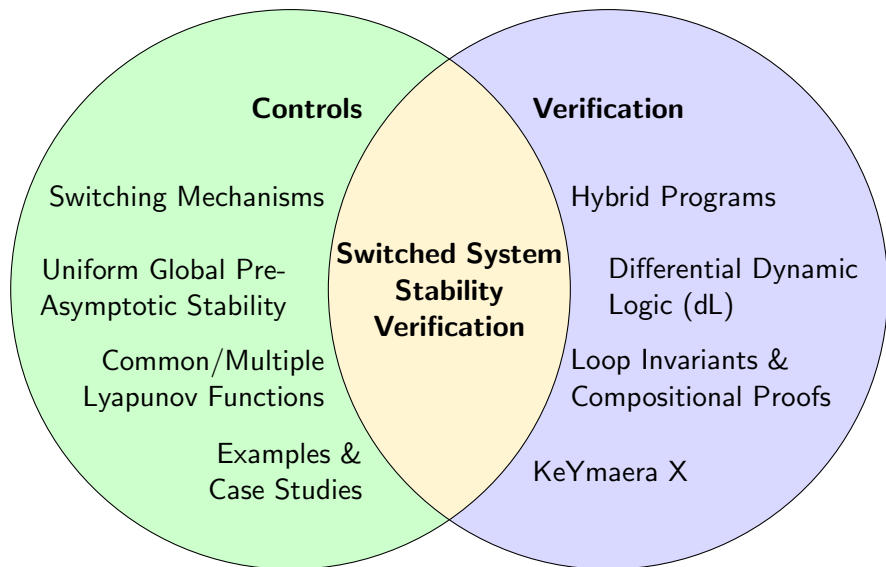 Controls
Switching Mechanisms
Uniform Global Pre-
Asymptotic Stability
Common/Multiple
Lyapunov Functions
Examples &
Case Studies
Switched System
Stability
Verification
Verification
Hybrid Programs
Differential Dynamic
Logic (dL)
Loop Invariants &
Compositional Proofs
KeYmaera X